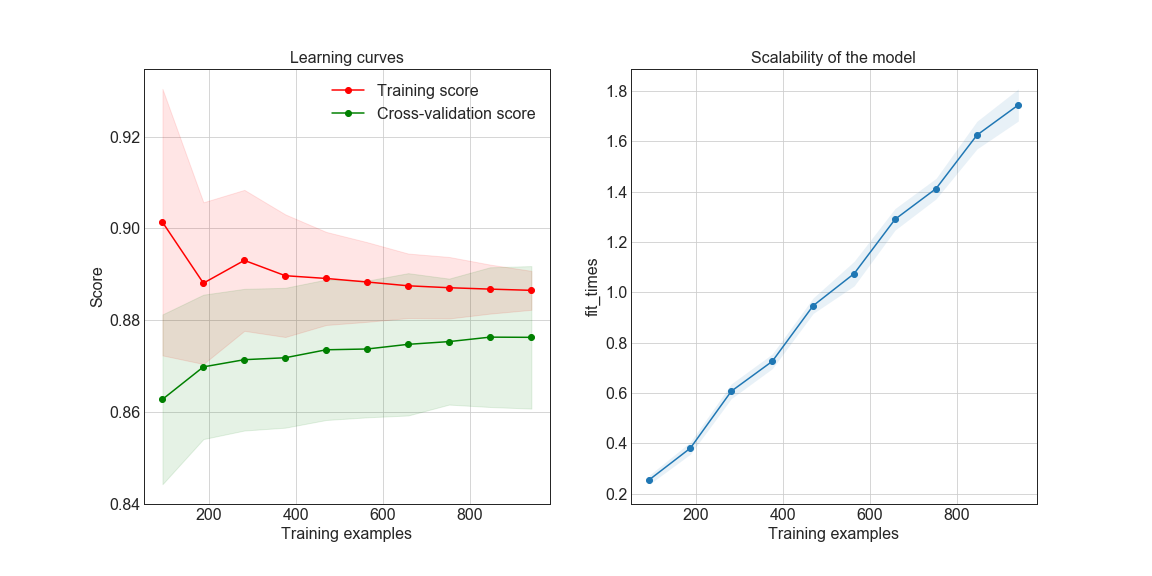 Learning curves
Training score
Cross-validation score
0.92
0.90
0.88
0.86
0.84
Score
200
400
600
800
Training examples
Scalability of the model
1.8
1.6
1.4
1.2
1.0
0.8
0.6
0.4
0.2
fit_times
200
400
600
800
Training examples